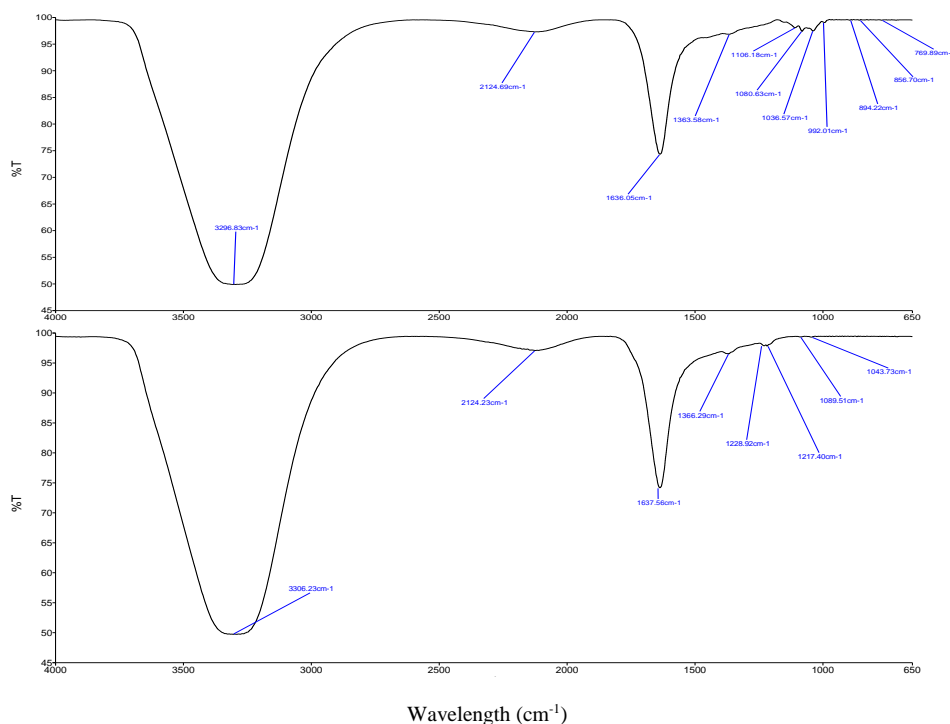 100
95
90
85
80
75
70
65
60
55
50
45
%T
4000
3500
3000
2500
2000
1500
1000
650
3296.83cm-1
2124.69cm-1
1636.05cm-1
1363.58cm-1
1106.18cm-1
1080.63cm-1
1036.57cm-1
992.01cm-1
894.22cm-1
856.70cm-1
769.89cm-1
100
95
90
85
80
75
70
65
60
55
50
45
%T
4000
3500
3000
2500
2000
1500
1000
650
3306.23cm-1
2124.23cm-1
1637.56cm-1
1366.29cm-1
1228.92cm-1
1217.40cm-1
1089.51cm-1
1043.73cm-1
Wavelength (cm⁻¹)